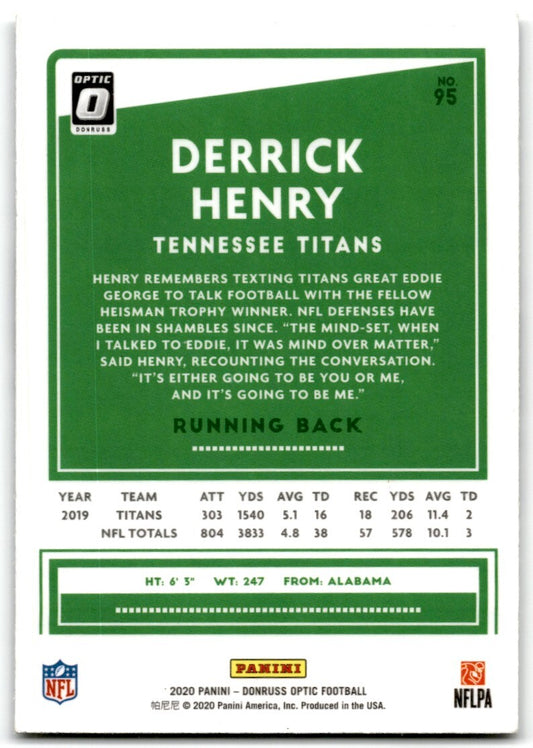 OPTIC
O
DONRUSS
NO.
95
DERRICK
HENRY
TENNESSEE TITANS
HENRY REMEMBERS TEXTING TITANS GREAT EDDIE
GEORGE TO TALK FOOTBALL WITH THE FELLOW
HEISMAN TROPHY WINNER. NFL DEFENSES HAVE
BEEN IN SHAMBLES SINCE. “THE MIND-SET, WHEN
I TALKED TO EDDIE, IT WAS MIND OVER MATTER,”
SAID HENRY, RECOUNTING THE CONVERSATION.
“IT’S EITHER GOING TO BE YOU OR ME,
AND IT’S GOING TO BE ME.”
RUNNING BACK
YEAR TEAM ATT YDS AVG TD REC YDS AVG TD
2019 TITANS 303 1540 5.1 16 18 206 11.4 2
NFL TOTALS 804 3833 4.8 38 57 578 10.1 3
HT: 6' 3" WT: 247 FROM: ALABAMA
NFL
PANINI
NFLPA
2020 PANINI – DONRUSS OPTIC FOOTBALL
帕尼尼 © 2020 Panini America, Inc. Produced in the USA.